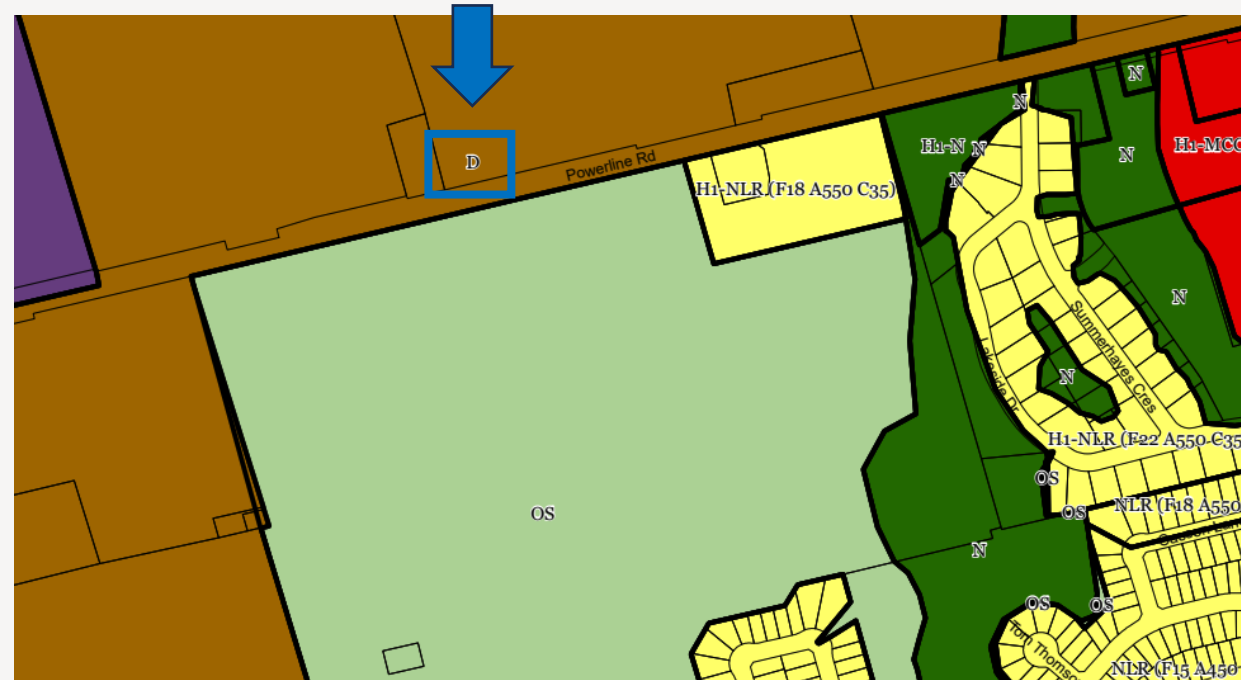 N
N
D
H1-N
N
N
H1-MCC
Powerline Rd
N
H1-NLR (F18 A550 C35)
N
Summerhayes Cres
Lakeside Dr
N
H1-NLR (F22 A550 C35
OS
OS
NLR (F18 A550
OS
N
OS
OS
Tom Thomso
NLR (F15 A450